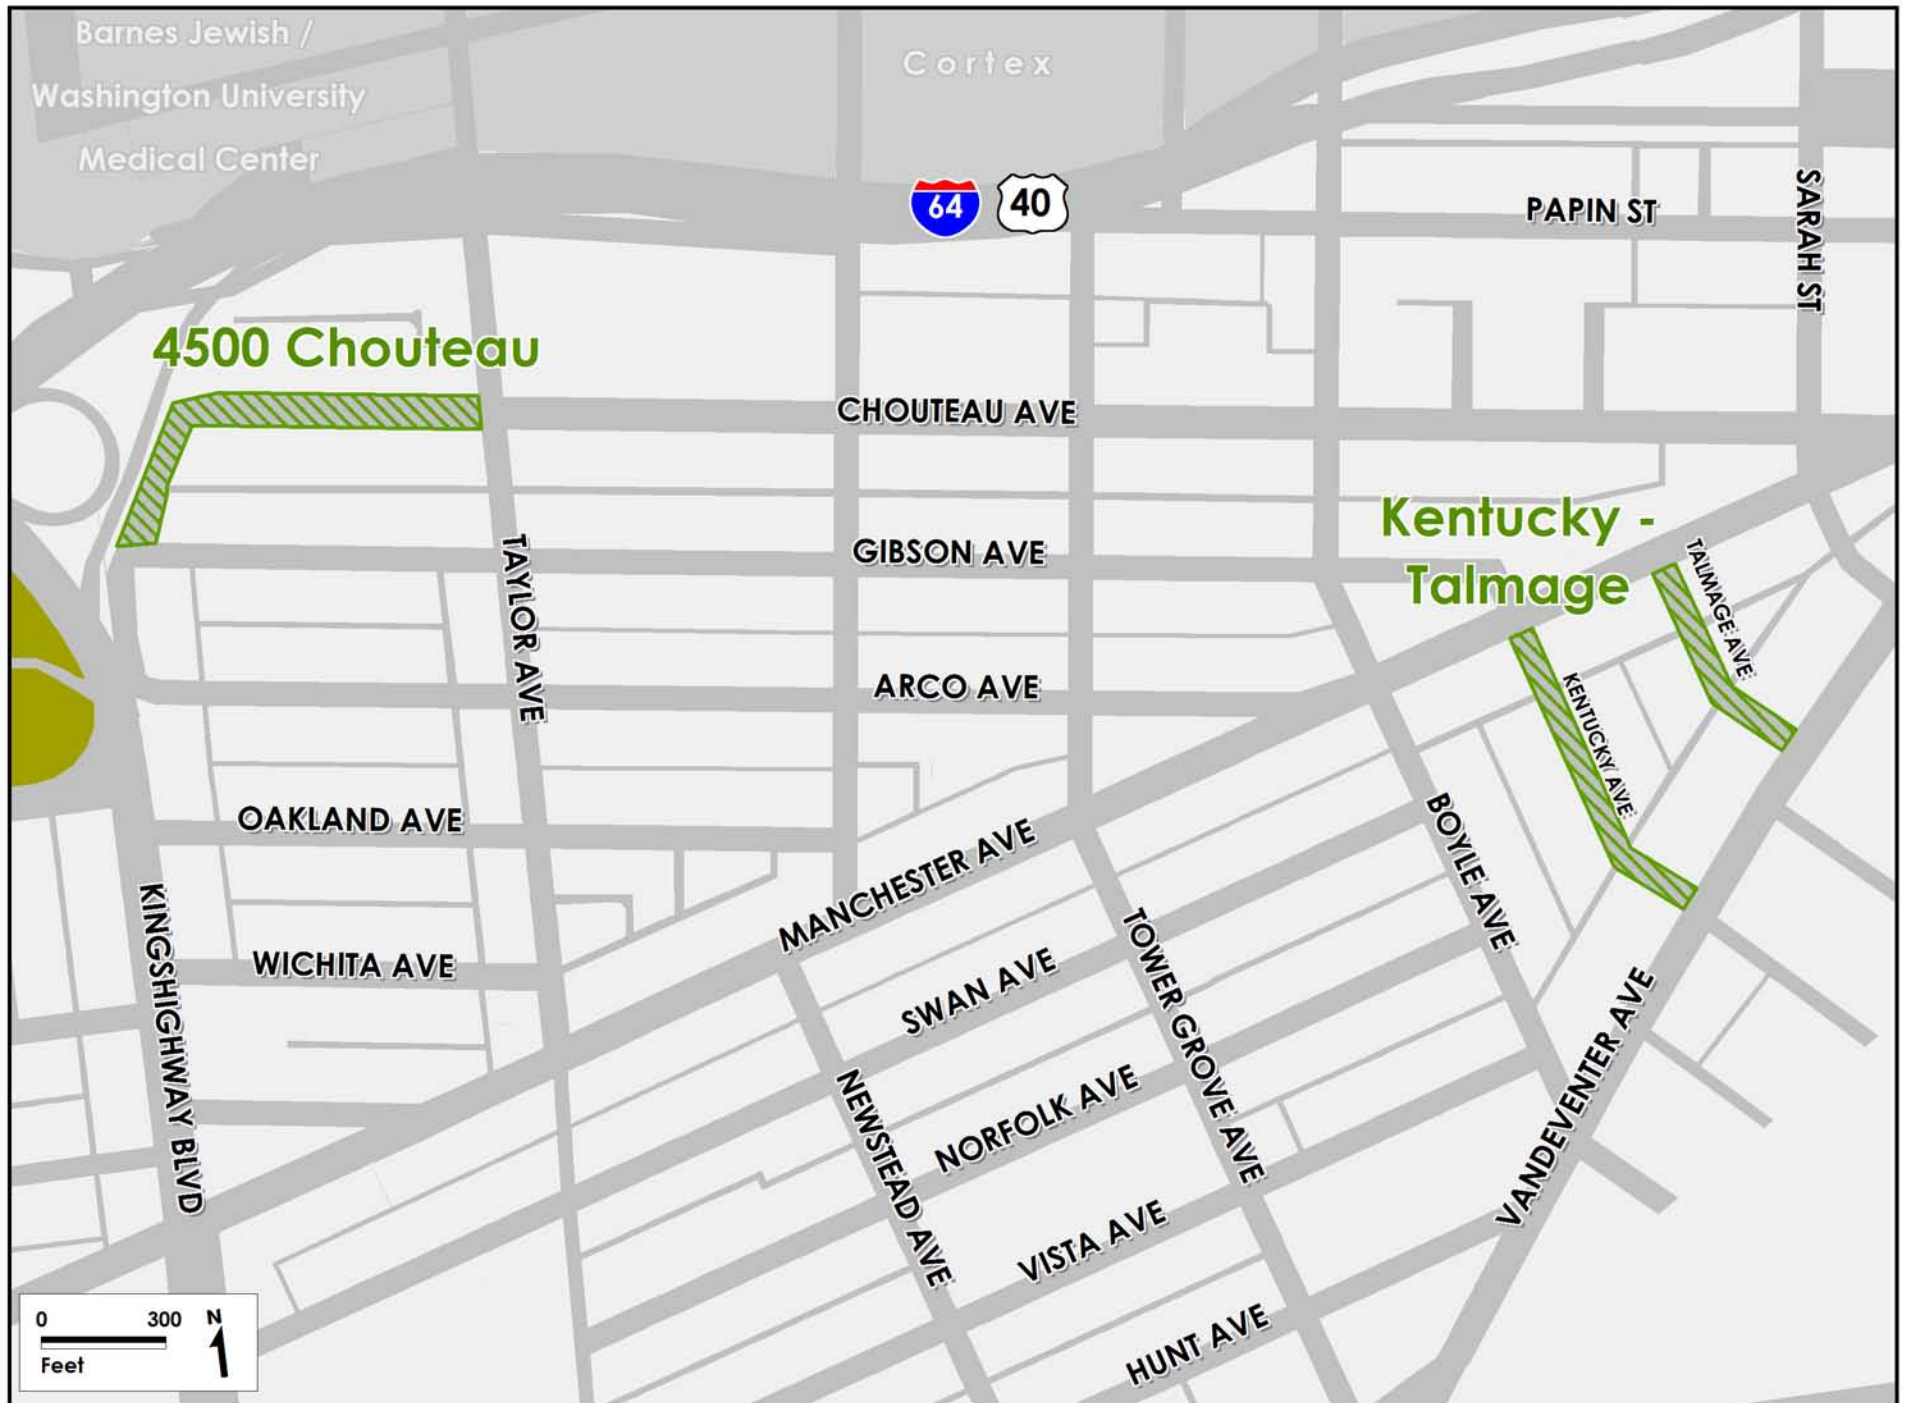 Barnes Jewish /
Washington University
Medical Center
Cortex
64
40
PAPIN ST
SARAH ST
4500 Chouteau
CHOUTEAU AVE
Kentucky -
Talmage
TALMAGE AVE
TAYLOR AVE
GIBSON AVE
ARCO AVE
KENTUCKY AVE
OAKLAND AVE
MANCHESTER AVE
BOYLE AVE
KINGSHIGHWAY BLVD
WICHITA AVE
SWAN AVE
TOWER GROVE AVE
VANDEVENTER AVE
NEWSTEAD AVE
NORFOLK AVE
VISTA AVE
HUNT AVE
0 300 N
Feet